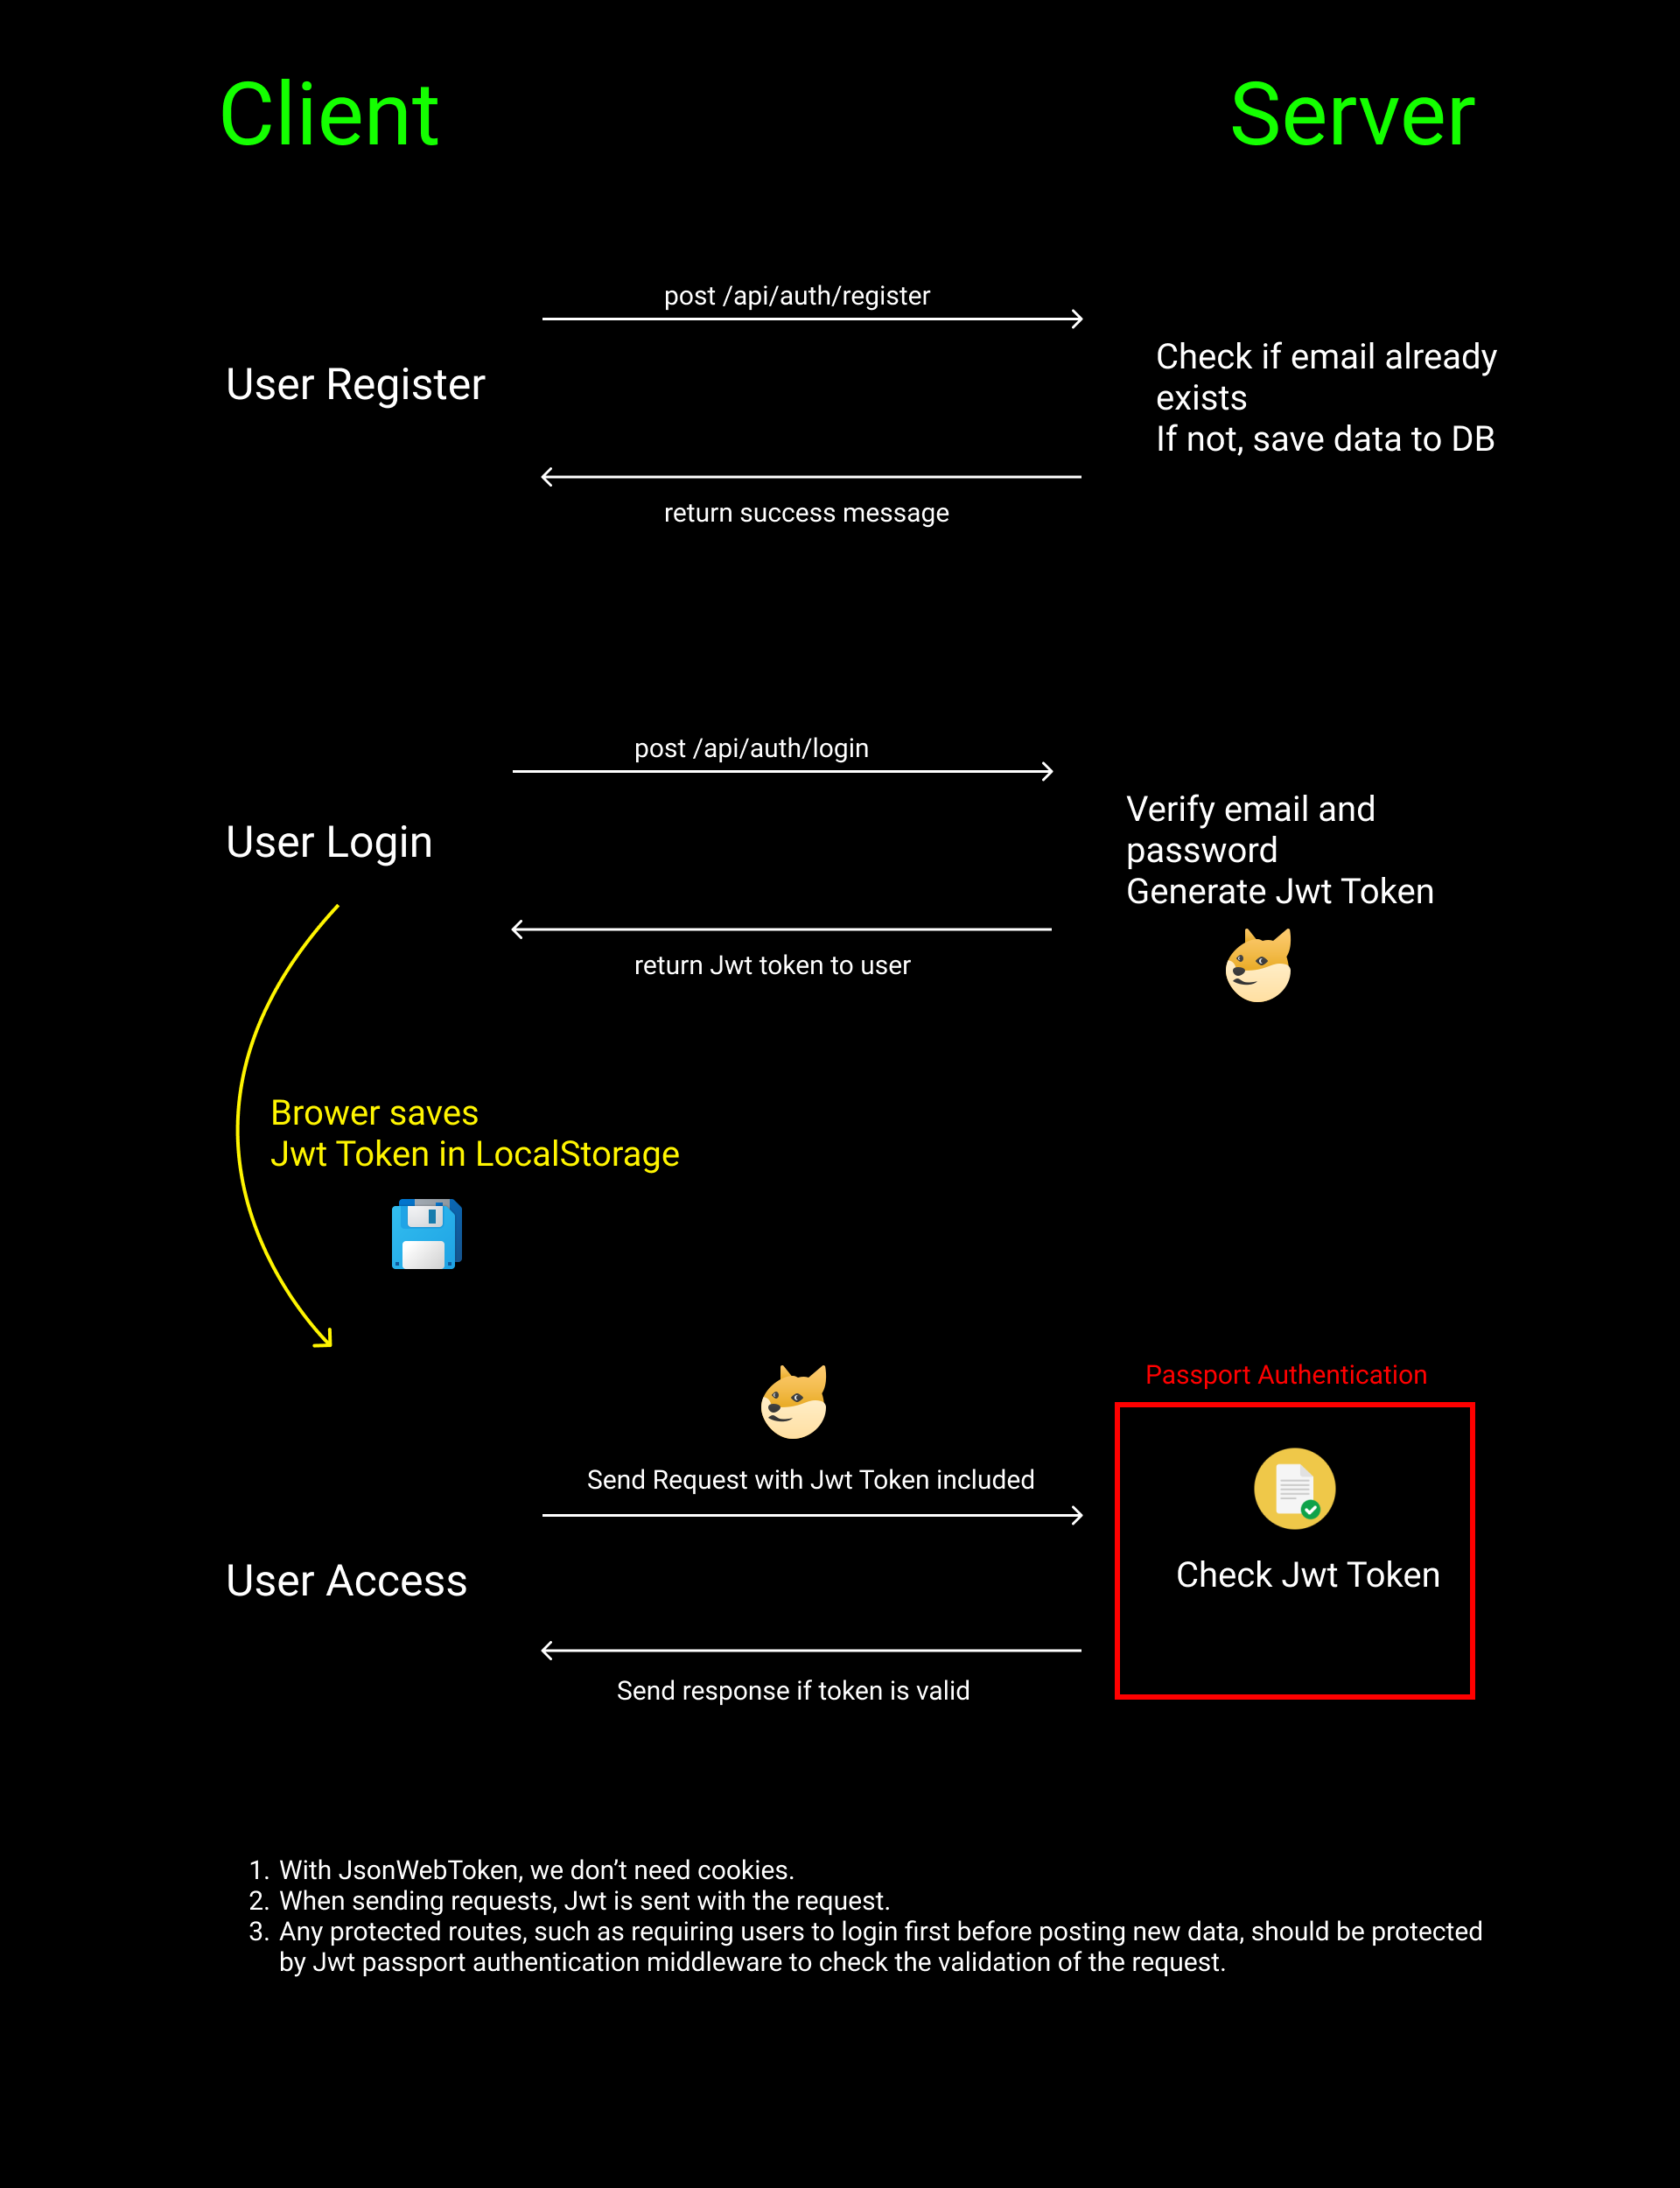 Client
Server
post /api/auth/register
User Register
Check if email already
exists
If not, save data to DB
return success message
post /api/auth/login
User Login
Verify email and
password
Generate Jwt Token
return Jwt token to user
Brower saves
Jwt Token in LocalStorage
Passport Authentication
Send Request with Jwt Token included
User Access
Check Jwt Token
Send response if token is valid
1. With JsonWebToken, we don’t need cookies.
2. When sending requests, Jwt is sent with the request.
3. Any protected routes, such as requiring users to login first before posting new data, should be protected
by Jwt passport authentication middleware to check the validation of the request.